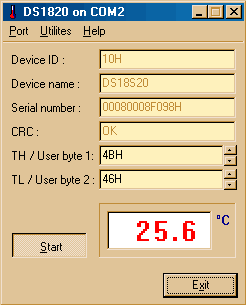 DS1820 on COM2
Port Utilites Help
Device ID : 10H
Device name : DS18S20
Serial number : 00080008F098H
CRC : OK
TH / User byte 1: 4BH
TL / User byte 2 : 46H
25.6 °C
Start
Exit